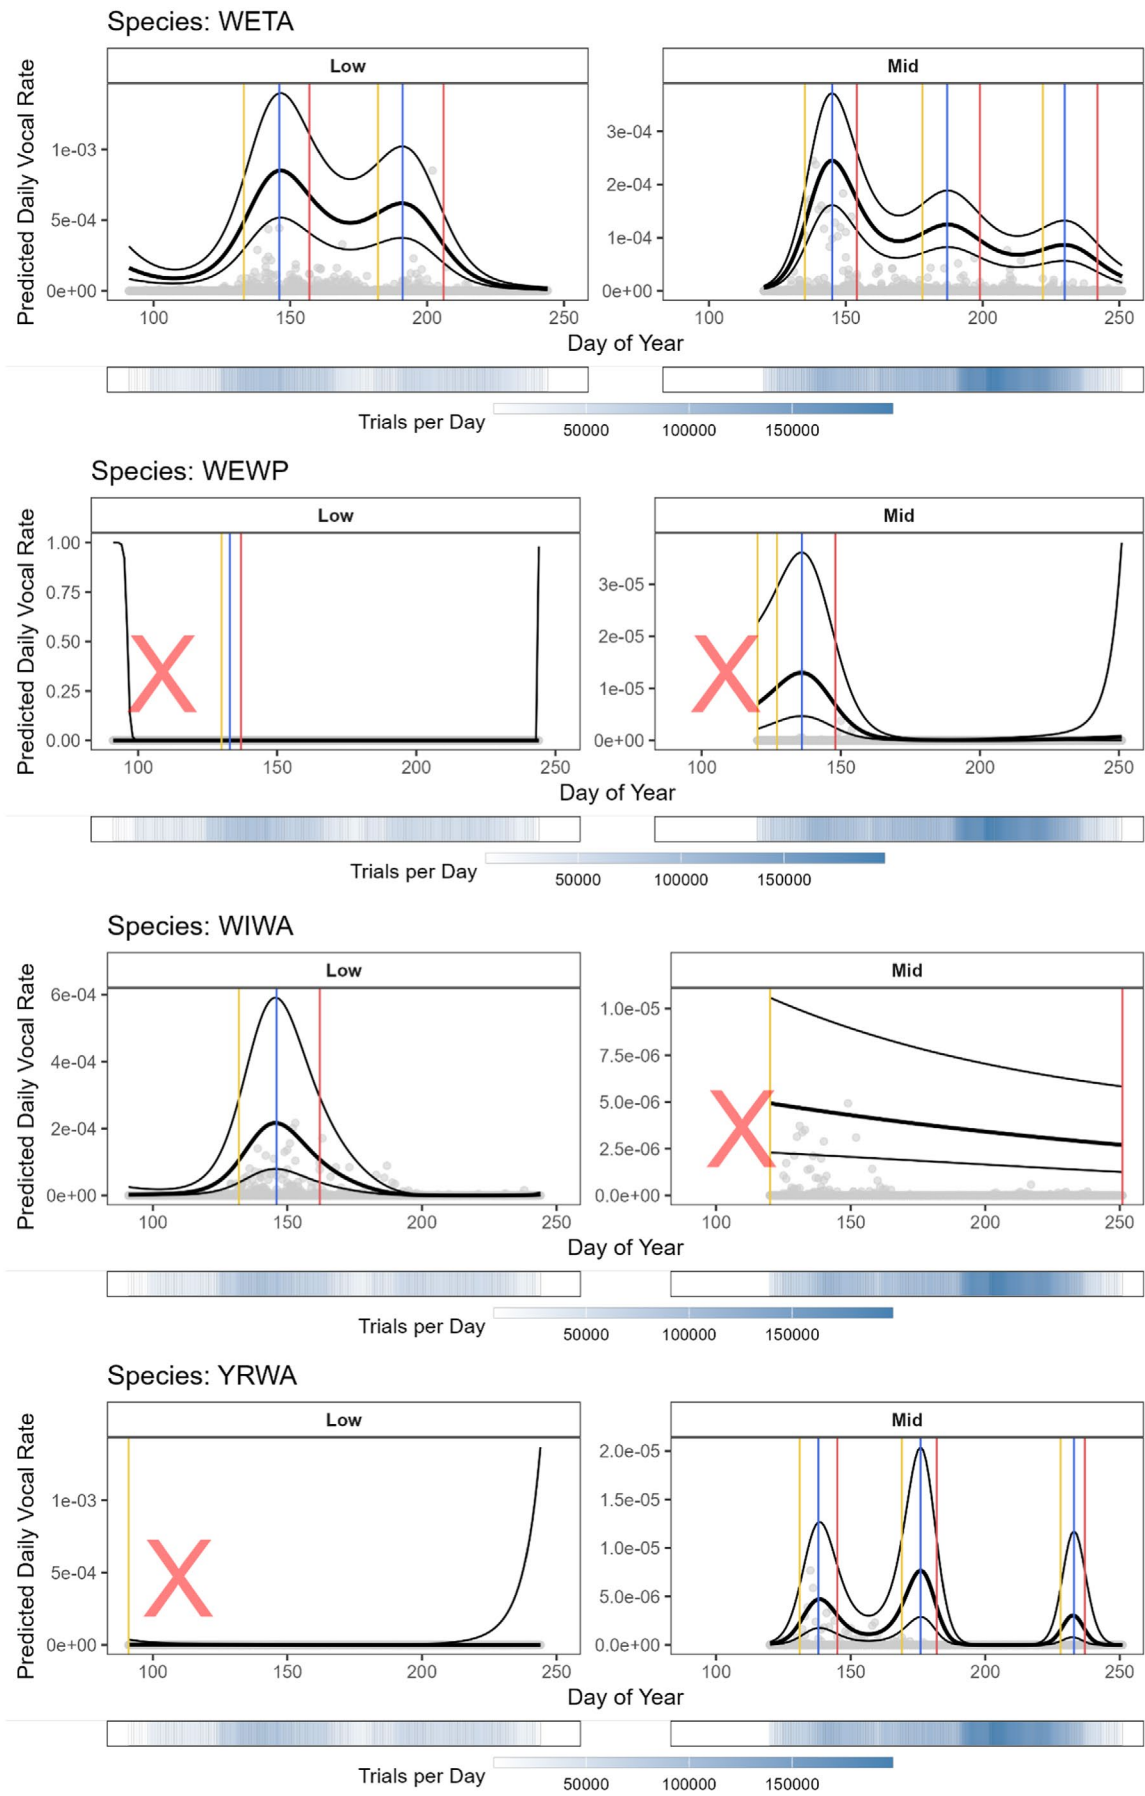 Species: WETA
Low Mid
Predicted Daily Vocal Rate
1e-03 3e-04
2e-04
5e-04
1e-04
0e+00 0e+00
100 150 200 250 100 150 200 250
Day of Year
Trials per Day
50000 100000 150000
Species: WEWP
Low Mid
Predicted Daily Vocal Rate
1.00
0.75 3e-05
0.50 2e-05
0.25 1e-05
0.00 0e+00
X X
100 150 200 250 100 150 200 250
Day of Year
Trials per Day
50000 100000 150000
Species: WIWA
Low Mid
Predicted Daily Vocal Rate
6e-04 1.0e-05
4e-04 7.5e-06
5.0e-06
2e-04 2.5e-06
0e+00 0.0e+00
X
100 150 200 250 100 150 200 250
Day of Year
Trials per Day
50000 100000 150000
Species: YRWA
Low Mid
Predicted Daily Vocal Rate
2.0e-05
1e-03 1.5e-05
1.0e-05
5e-04 5.0e-06
0e+00 0.0e+00
X
100 150 200 250 100 150 200 250
Day of Year
Trials per Day
50000 100000 150000